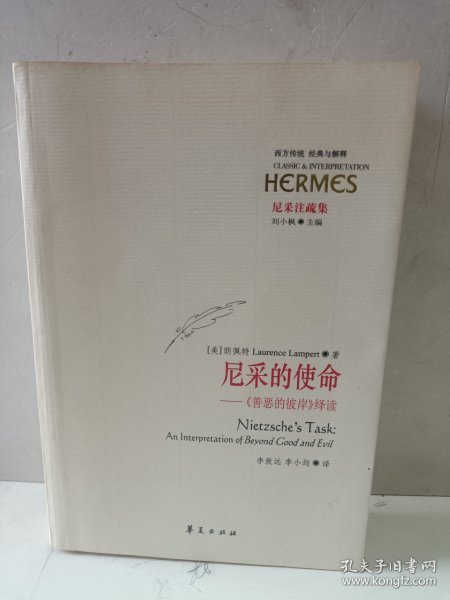 西方传统 经典与解释
CLASSIC & INTERPRETATION
HERMES
尼采注疏集
刘小枫◉主编
[美]朗佩特 Laurence Lampert◉著
尼采的使命
——《善恶的彼岸》绎读
Nietzsche's Task:
An Interpretation of Beyond Good and Evil
李致远 李小均◉译
华夏出版社
孔夫子旧书网
www.kongfz.com